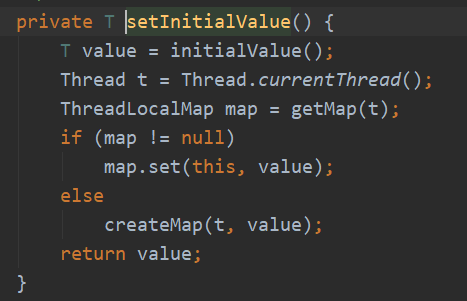 private T setInitialValue() {
    T value = initialValue();
    Thread t = Thread.currentThread();
    ThreadLocalMap map = getMap(t);
    if (map != null)
        map.set(this, value);
    else
        createMap(t, value);
    return value;
}